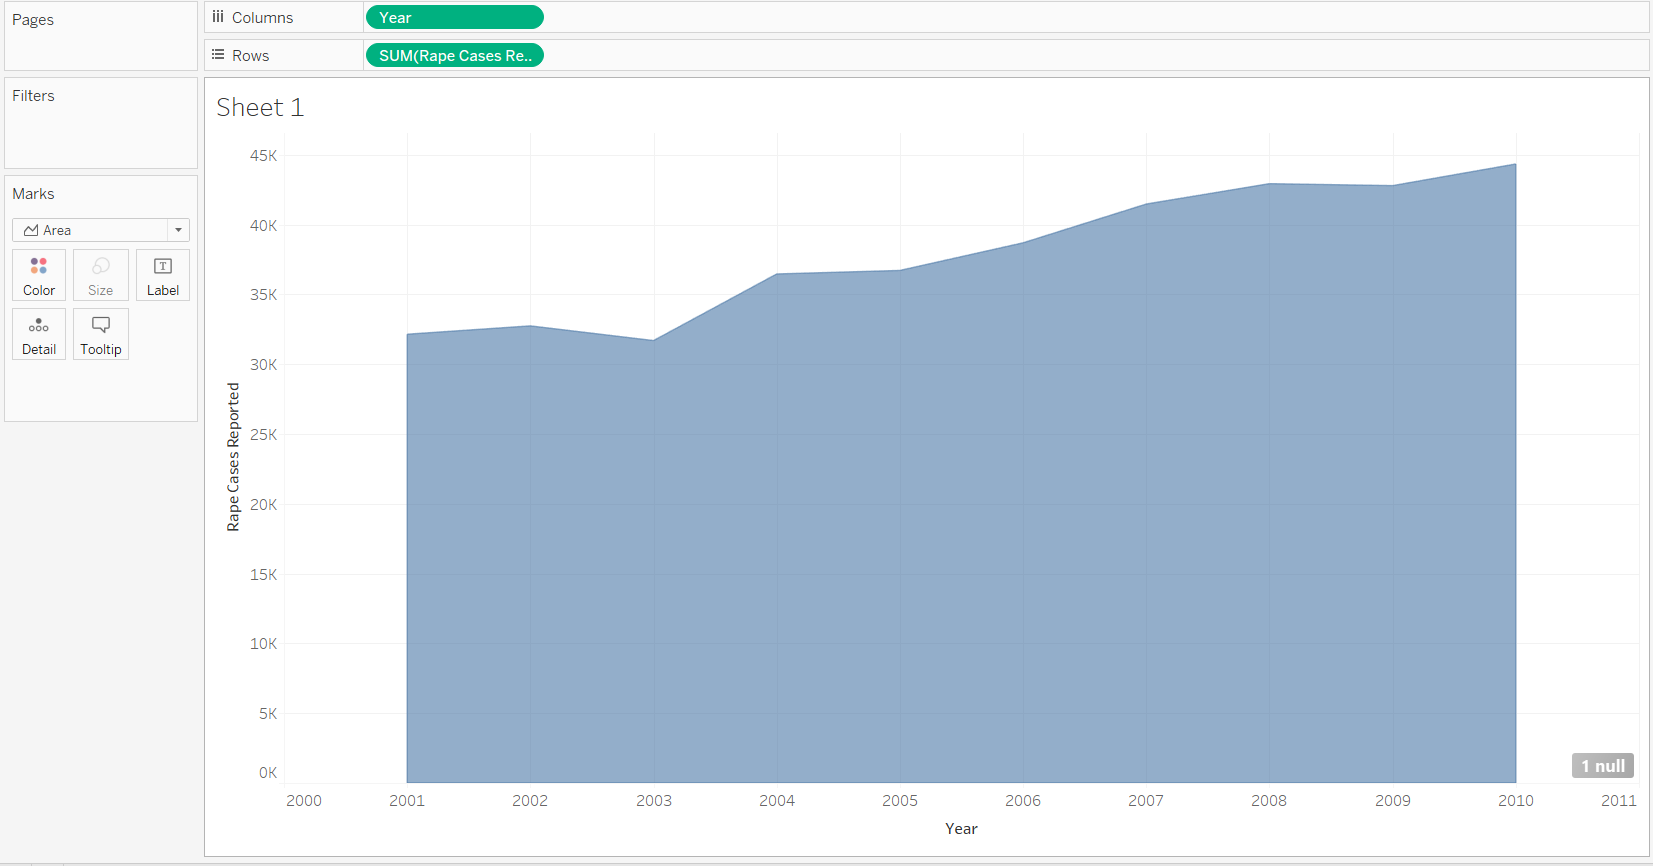 Pages
Columns
Year
Rows
SUM(Rape Cases Re..
Filters
Marks
Area
Color
Size
Label
Detail
Tooltip
Sheet 1
45K
40K
35K
30K
25K
20K
15K
10K
5K
0K
Rape Cases Reported
1 null
2000 2001 2002 2003 2004 2005 2006 2007 2008 2009 2010 2011
Year